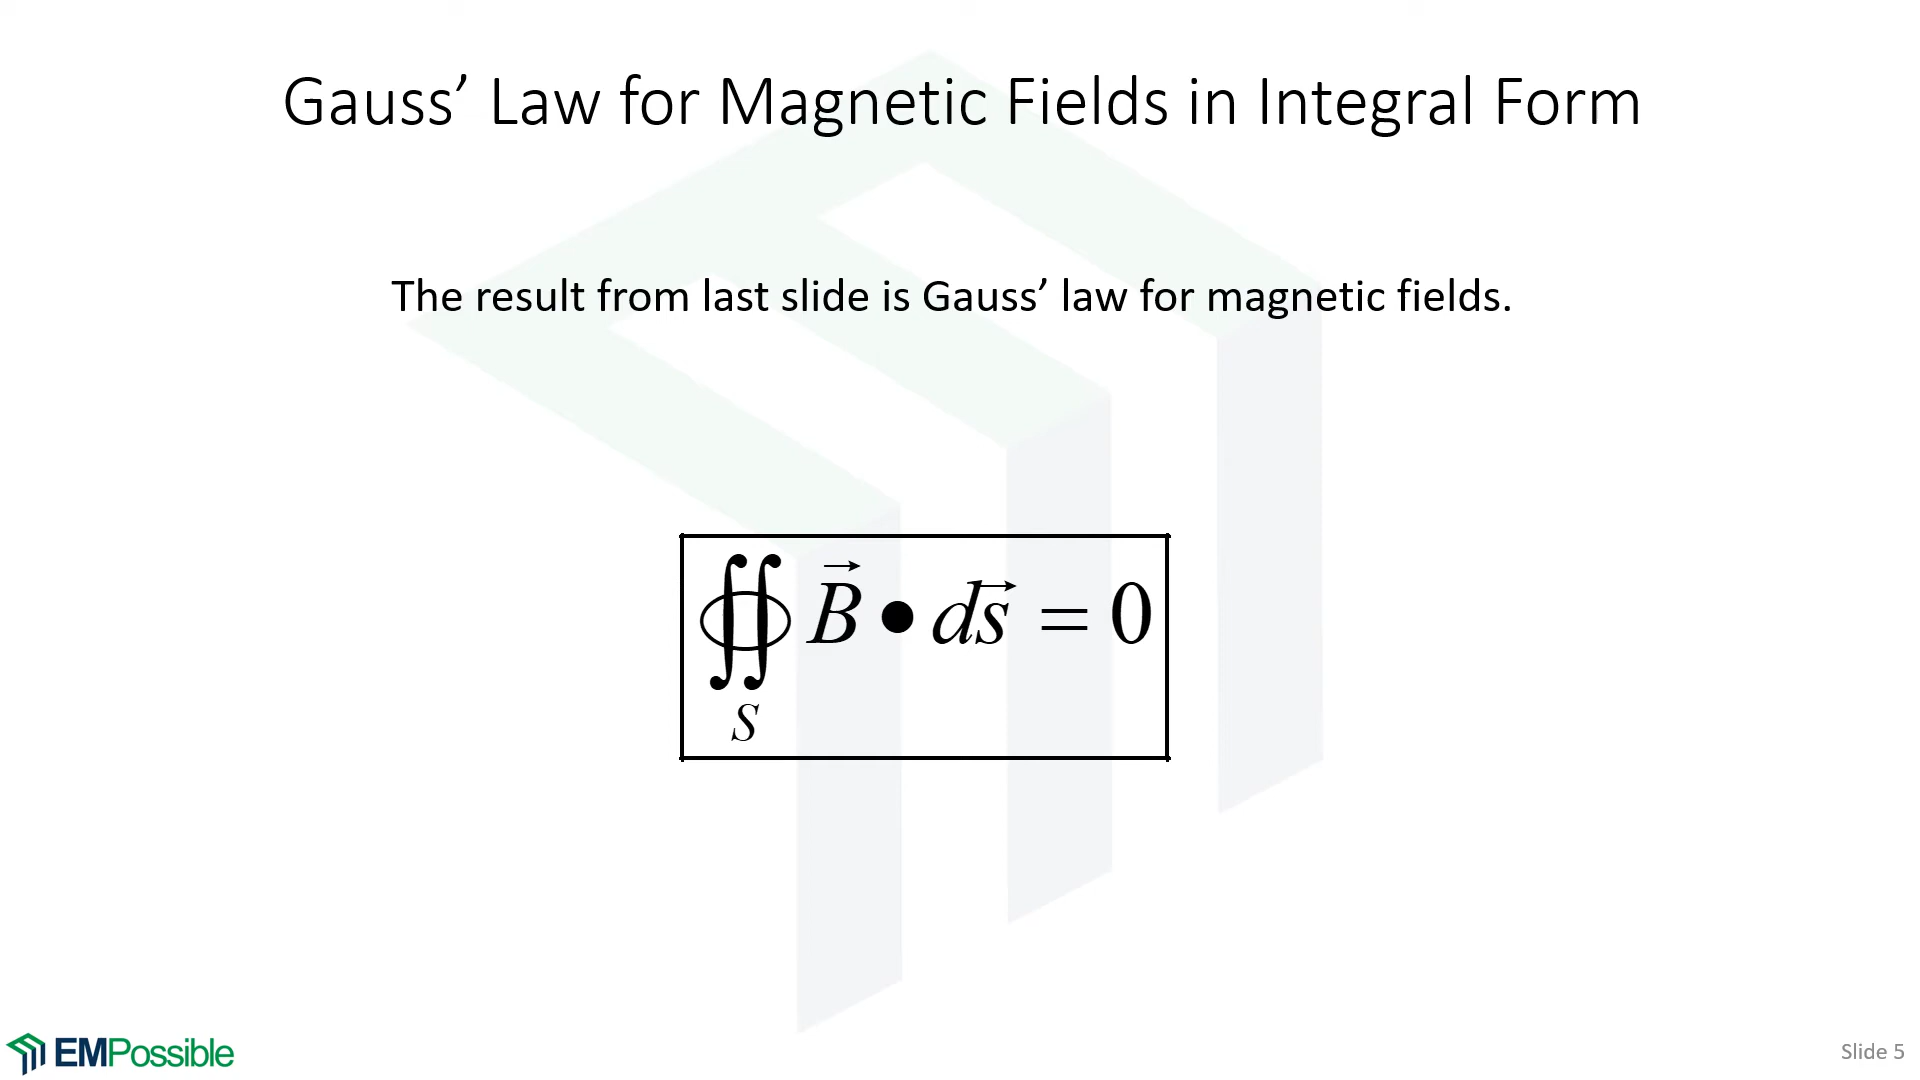 Gauss’ Law for Magnetic Fields in Integral Form
The result from last slide is Gauss’ law for magnetic fields.
∯ B⃗ • ds⃗ = 0
S
EMPossible
Slide 5